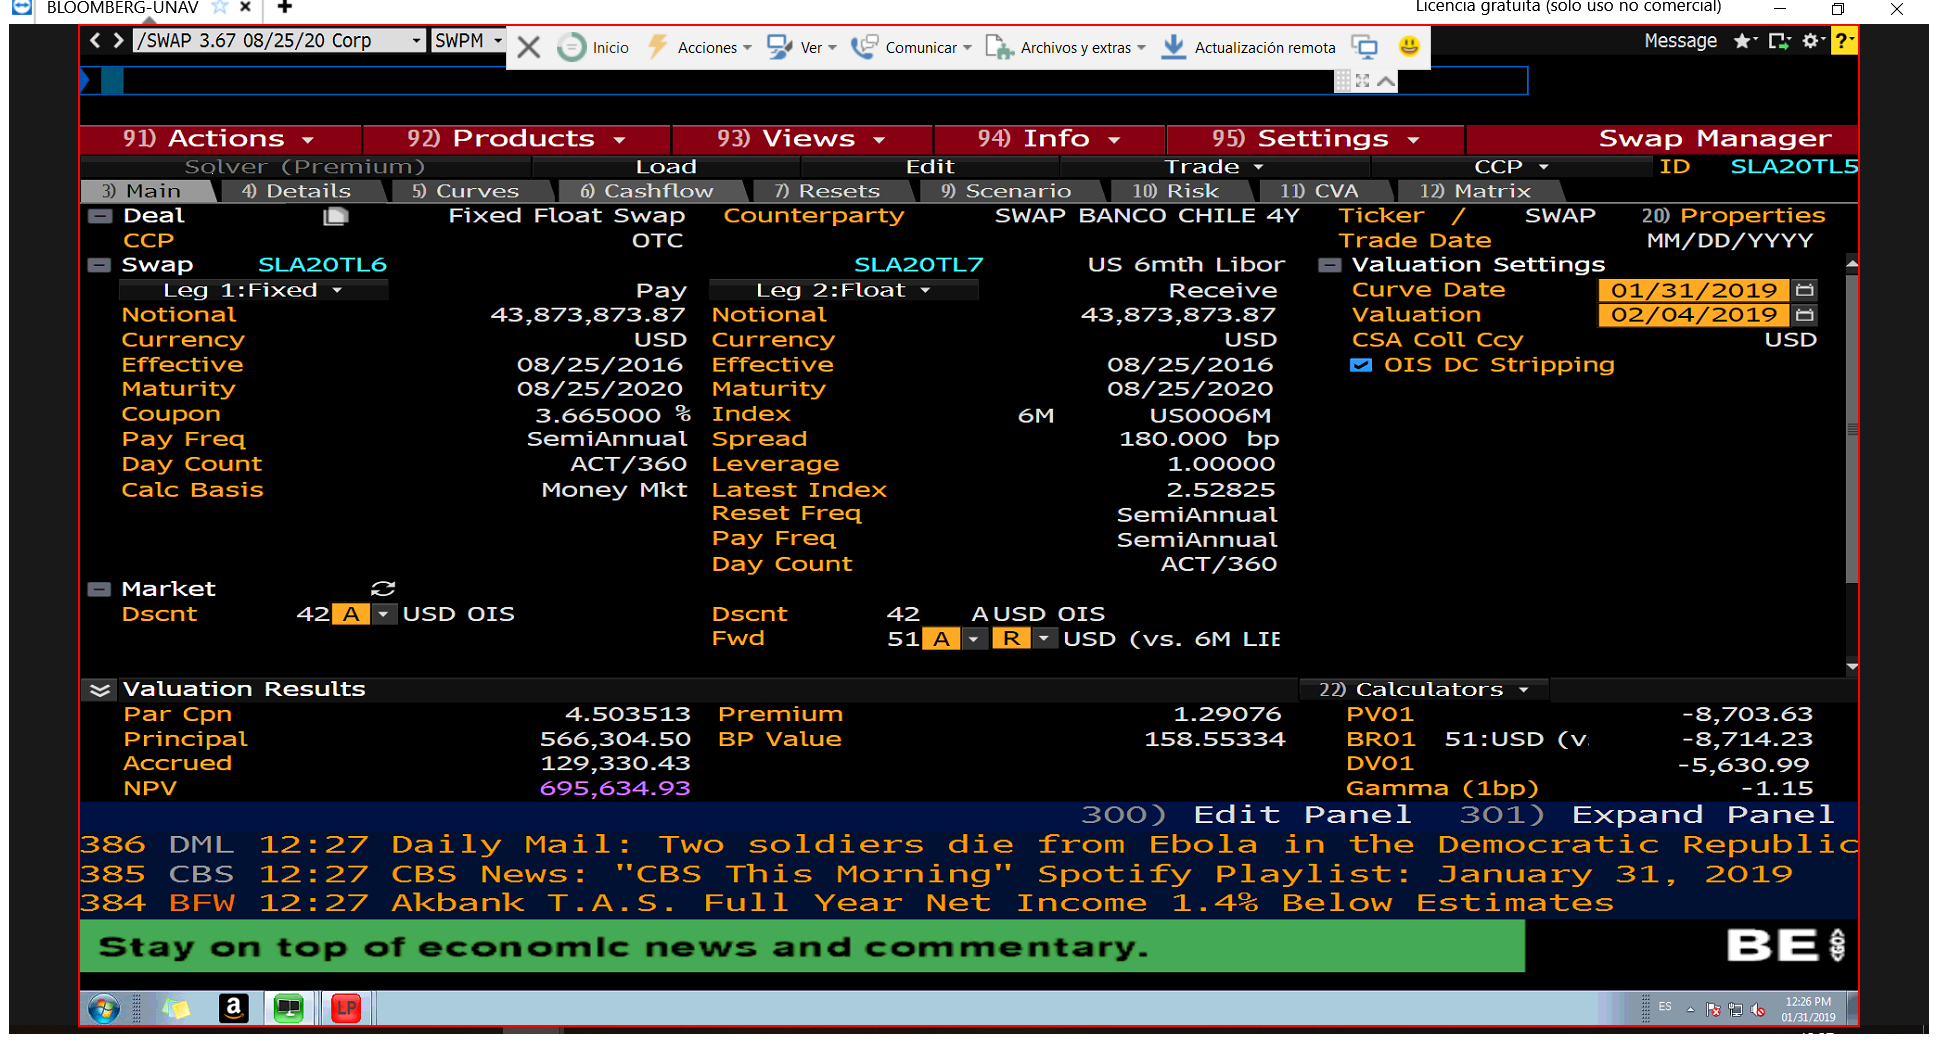 BLOOMBERG-UNAV
Licencia gratuita (solo uso no comercial)
/SWAP 3.67 08/25/20 Corp SWPM Inicio Acciones Ver Comunicar Archivos y extras Actualización remota Message ?
91) Actions 92) Products 93) Views 94) Info 95) Settings Swap Manager
Solver (Premium) Load Edit Trade CCP ID SLA20TL5
3) Main 4) Details 5) Curves 6) Cashflow 7) Resets 9) Scenario 10) Risk 11) CVA 12) Matrix
Deal Fixed Float Swap Counterparty SWAP BANCO CHILE 4Y Ticker / SWAP 20) Properties
CCP OTC Trade Date MM/DD/YYYY
Swap SLA20TL6 SLA20TL7 US 6mth Libor Valuation Settings
Leg 1:Fixed Pay Leg 2:Float Receive Curve Date 01/31/2019
Notional 43,873,873.87 Notional 43,873,873.87 Valuation 02/04/2019
Currency USD Currency USD CSA Coll Ccy USD
Effective 08/25/2016 Effective 08/25/2016 OIS DC Stripping
Maturity 08/25/2020 Maturity 08/25/2020
Coupon 3.665000 % Index 6M US0006M
Pay Freq SemiAnnual Spread 180.000 bp
Day Count ACT/360 Leverage 1.00000
Calc Basis Money Mkt Latest Index 2.52825
Reset Freq SemiAnnual
Pay Freq SemiAnnual
Day Count ACT/360
Market
Dscnt 42 A USD OIS Dscnt 42 A USD OIS
Fwd 51 A R USD (vs. 6M LIE
Valuation Results 22) Calculators
Par Cpn 4.503513 Premium 1.29076 PV01 -8,703.63
Principal 566,304.50 BP Value 158.55334 BR01 51:USD (v -8,714.23
Accrued 129,330.43 DV01 -5,630.99
NPV 695,634.93 Gamma (1bp) -1.15
300) Edit Panel 301) Expand Panel
386 DML 12:27 Daily Mail: Two soldiers die from Ebola in the Democratic Republic
385 CBS 12:27 CBS News: "CBS This Morning" Spotify Playlist: January 31, 2019
384 BFW 12:27 Akbank T.A.S. Full Year Net Income 1.4% Below Estimates
Stay on top of economic news and commentary. BE <GO>
a LP ES 12:26 PM
01/31/2019